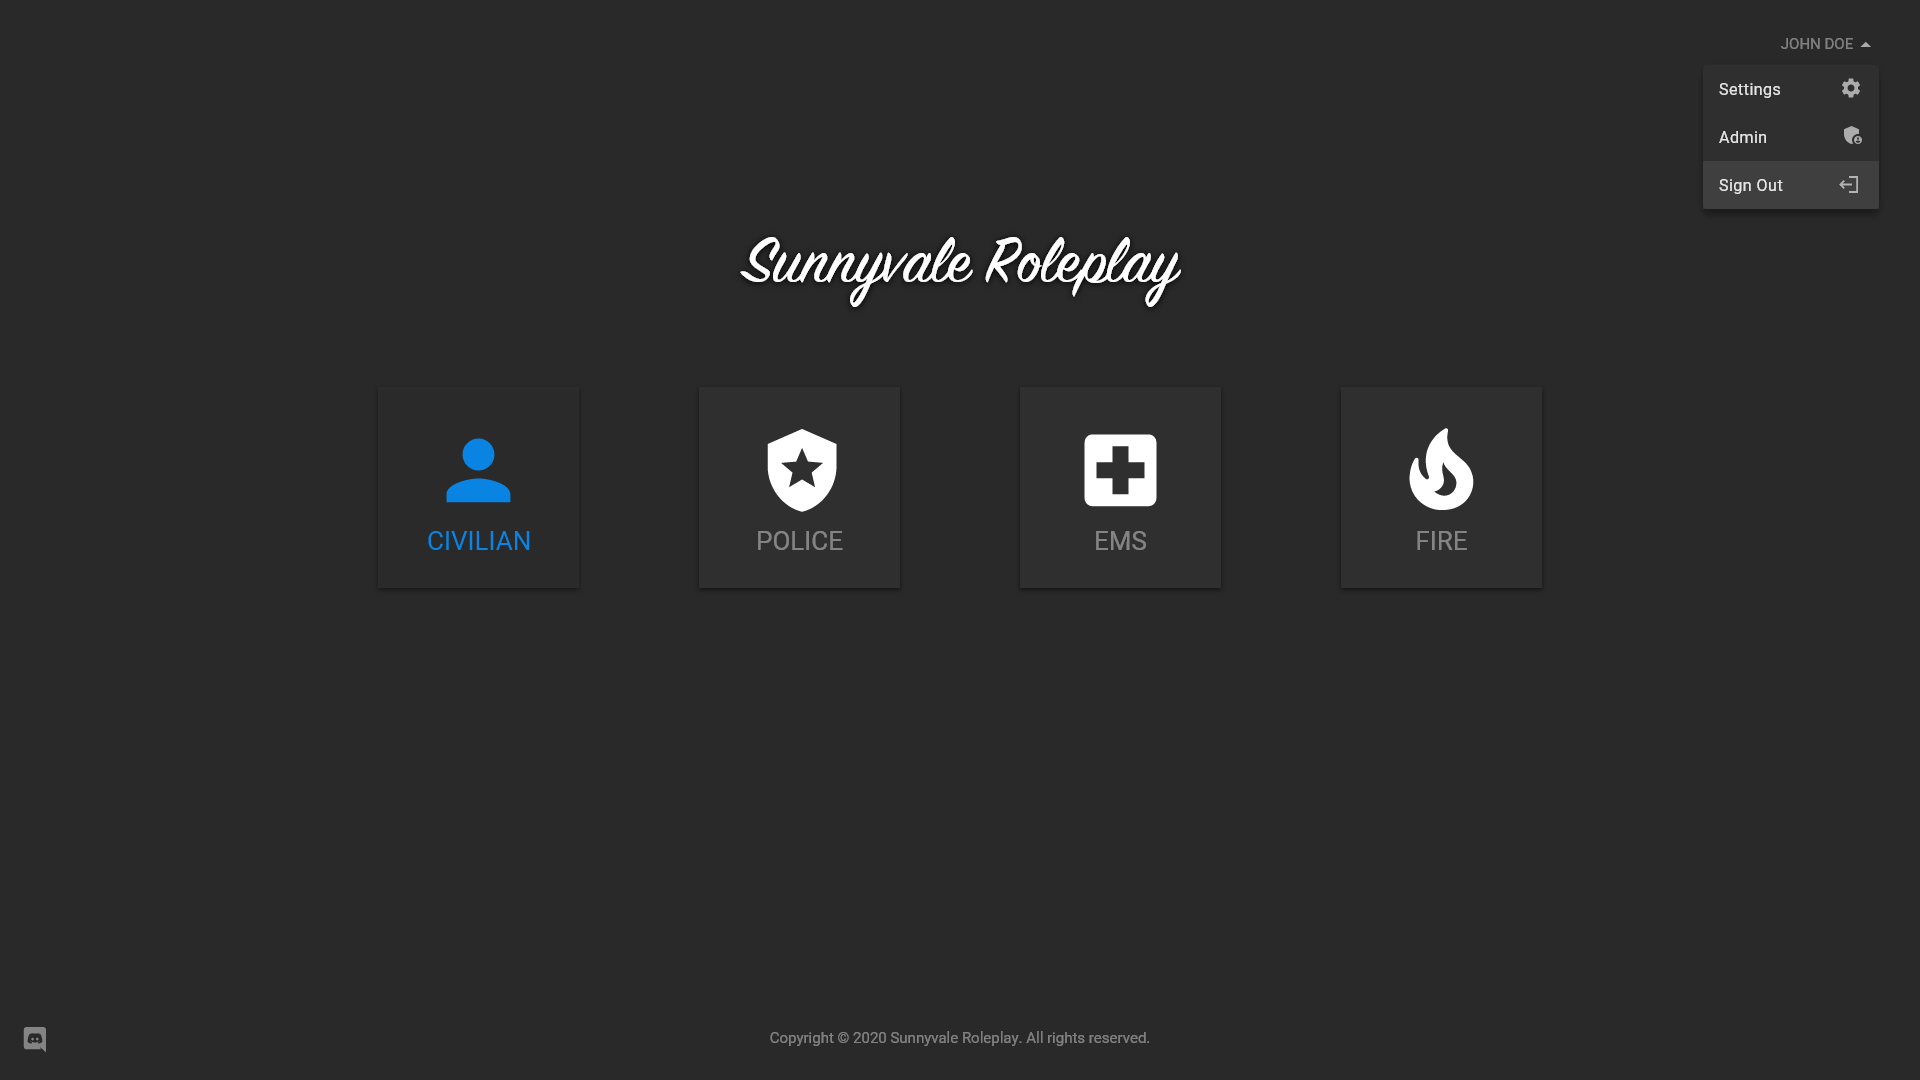 JOHN DOE
Settings
Admin
Sign Out
Sunnyvale Roleplay
CIVILIAN
POLICE
EMS
FIRE
Copyright © 2020 Sunnyvale Roleplay. All rights reserved.